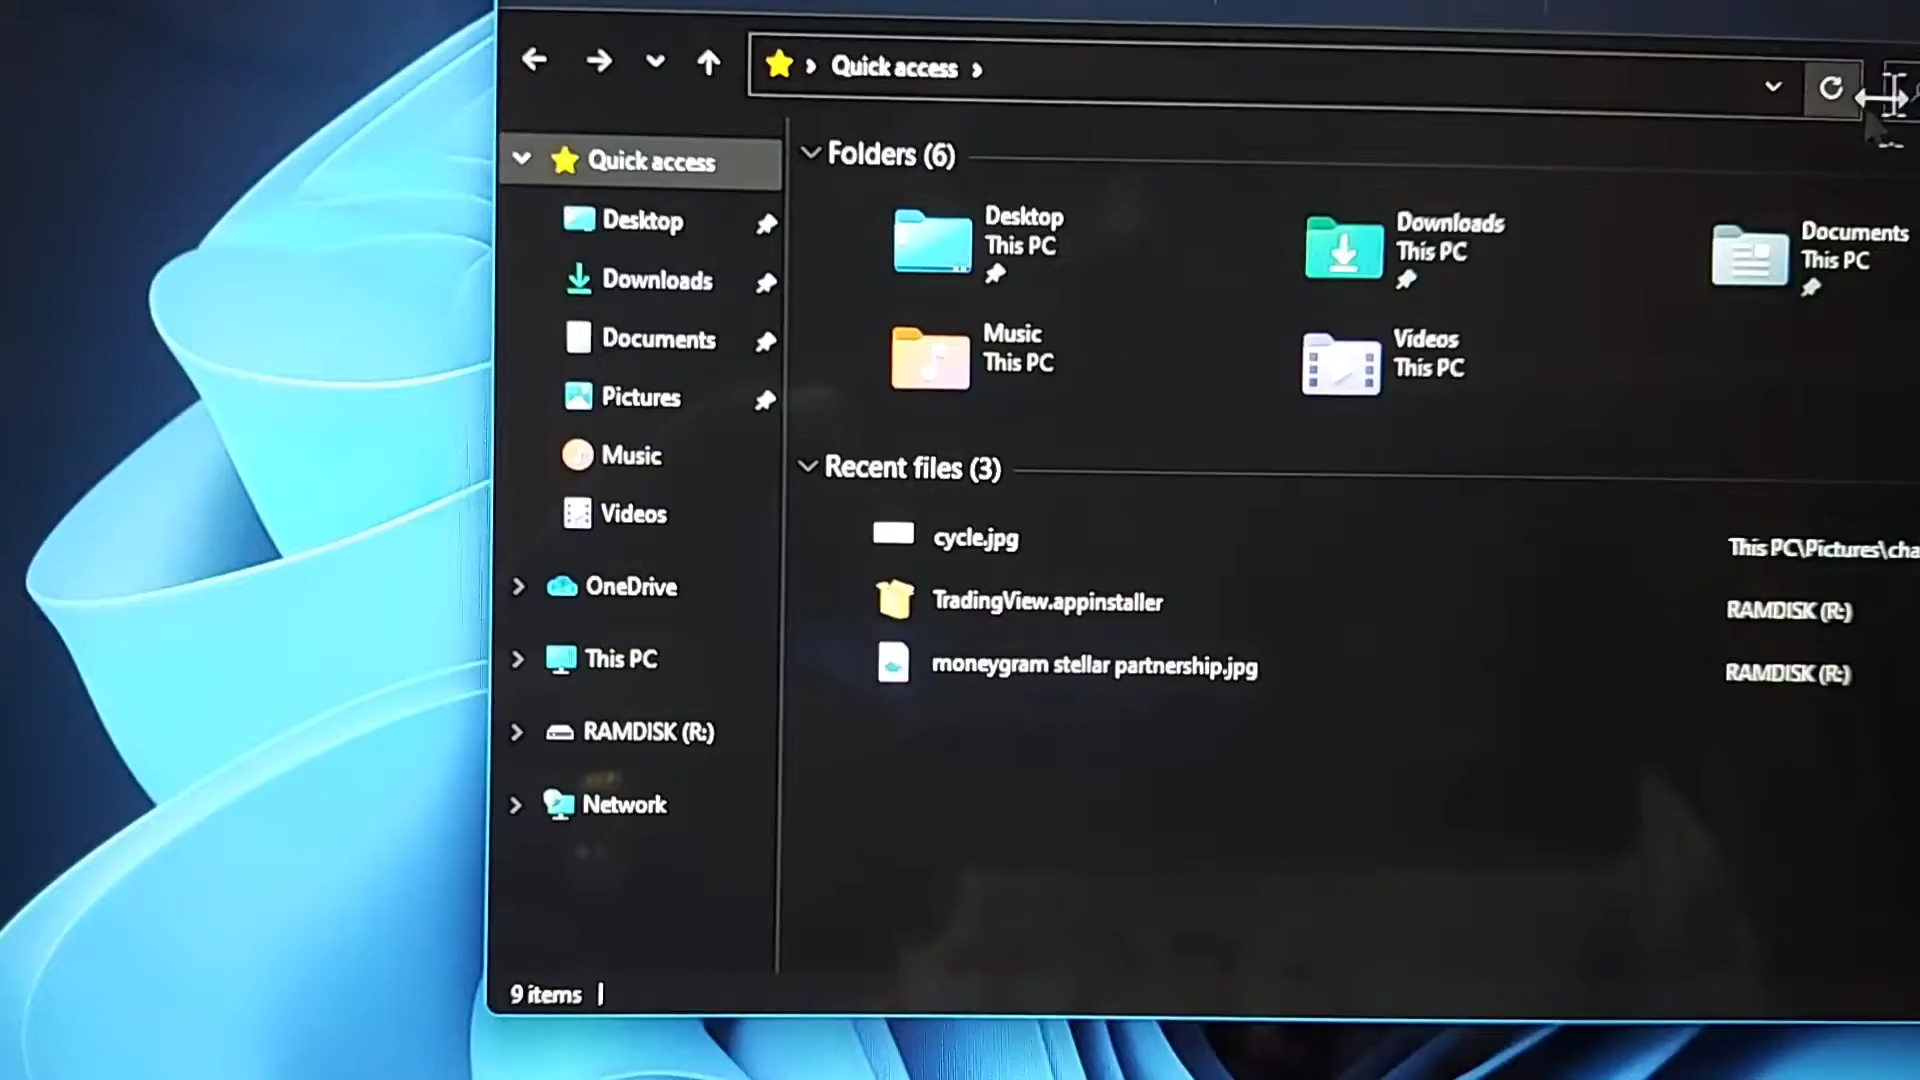 Quick access
Quick access
Desktop
Downloads
Documents
Pictures
Music
Videos
OneDrive
This PC
RAMDISK (R:)
Network
Folders (6)
Desktop
This PC
Downloads
This PC
Documents
This PC
Music
This PC
Videos
This PC
Recent files (3)
cycle.jpg
This PC\Pictures\cha
TradingView.appinstaller
RAMDISK (R:)
moneygram stellar partnership.jpg
RAMDISK (R:)
9 items